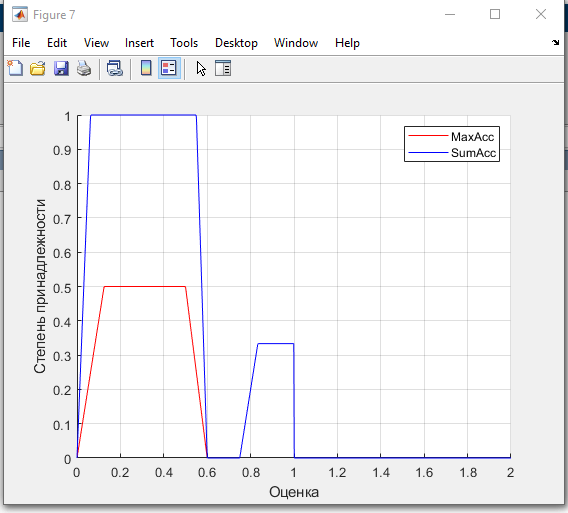 Figure 7
File Edit View Insert Tools Desktop Window Help
MaxAcc
SumAcc
1
0.9
0.8
0.7
0.6
0.5
0.4
0.3
0.2
0.1
0
Степень принадлежности
0 0.2 0.4 0.6 0.8 1 1.2 1.4 1.6 1.8 2
Оценка